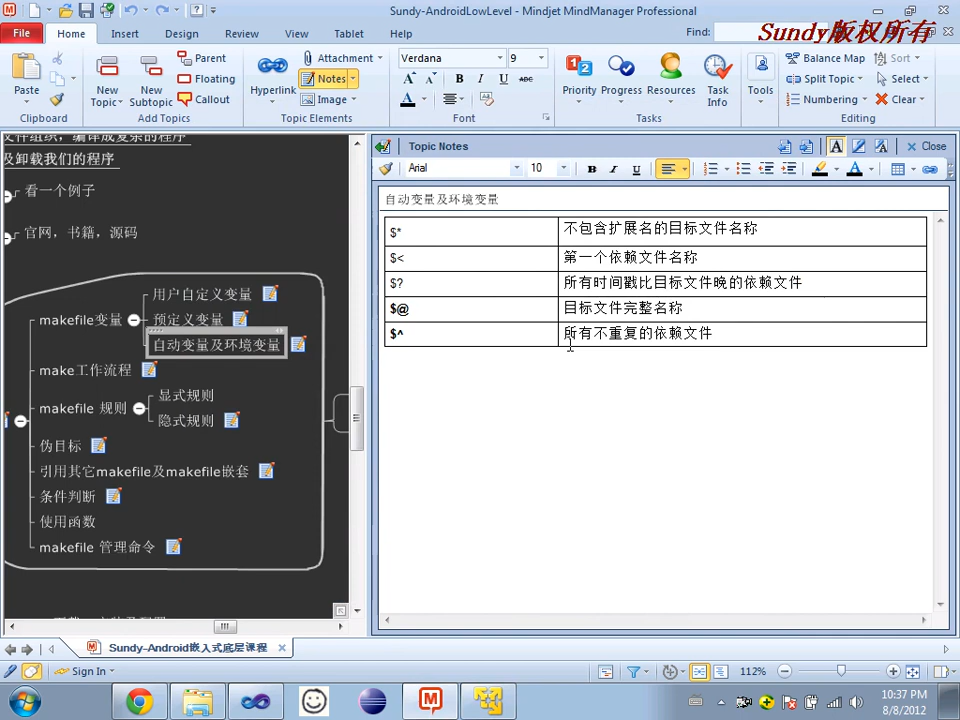 Sundy-AndroidLowLevel - Mindjet MindManager Professional
File
Home
Insert
Design
Review
View
Tablet
Help
Find:
Sundy版权所有
Paste
Clipboard
New Topic
New Subtopic
Parent
Floating
Callout
Add Topics
Hyperlink
Attachment
Notes
Image
Topic Elements
Verdana
9
B
I
U
ABC
A
Font
Priority
Progress
Resources
Task Info
Tasks
Tools
Balance Map
Sort
Split Topic
Select
Numbering
Clear
Editing
文件组织，编译成复杂的程序
及卸载我们的程序
看一个例子
官网，书籍，源码
用户自定义变量
makefile变量
预定义变量
自动变量及环境变量
make工作流程
显式规则
makefile 规则
隐式规则
伪目标
引用其它makefile及makefile嵌套
条件判断
使用函数
makefile 管理命令
Topic Notes
Close
Arial
10
B
I
U
自动变量及环境变量
$* 不包含扩展名的目标文件名称
$< 第一个依赖文件名称
$? 所有时间戳比目标文件晚的依赖文件
$@ 目标文件完整名称
$^ 所有不重复的依赖文件
Sundy-Android嵌入式底层课程
Sign In
112%
10:37 PM
8/8/2012